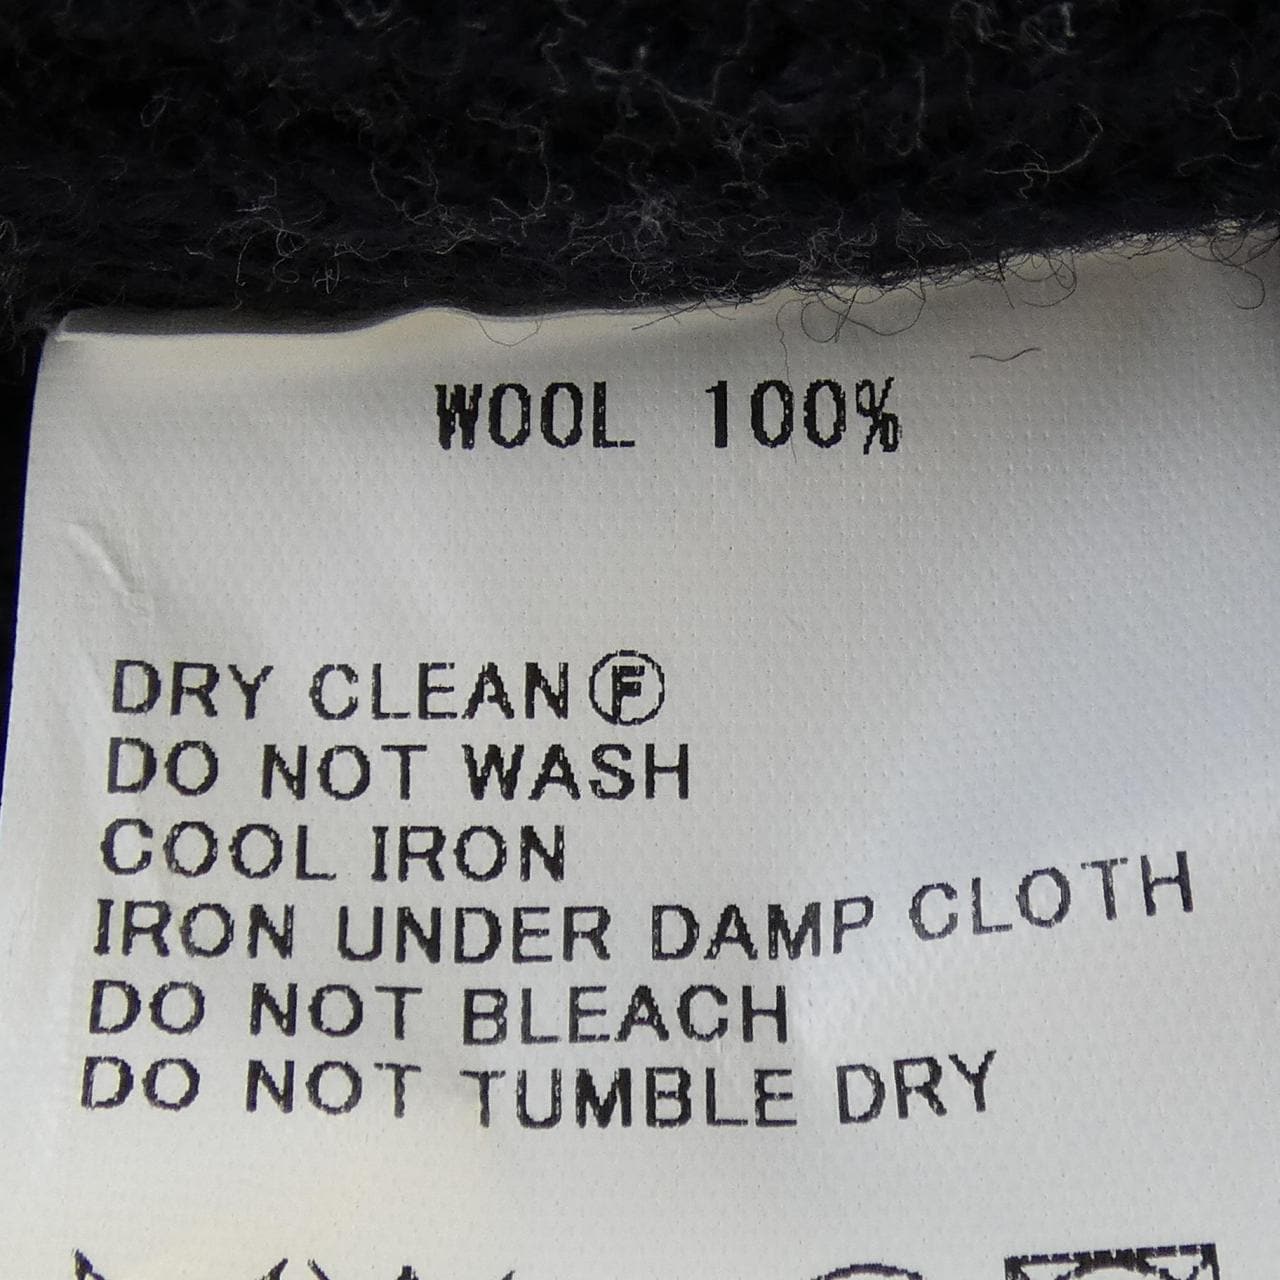 WOOL 100%
DRY CLEANⒻ
DO NOT WASH
COOL IRON
IRON UNDER DAMP CLOTH
DO NOT BLEACH
DO NOT TUMBLE DRY